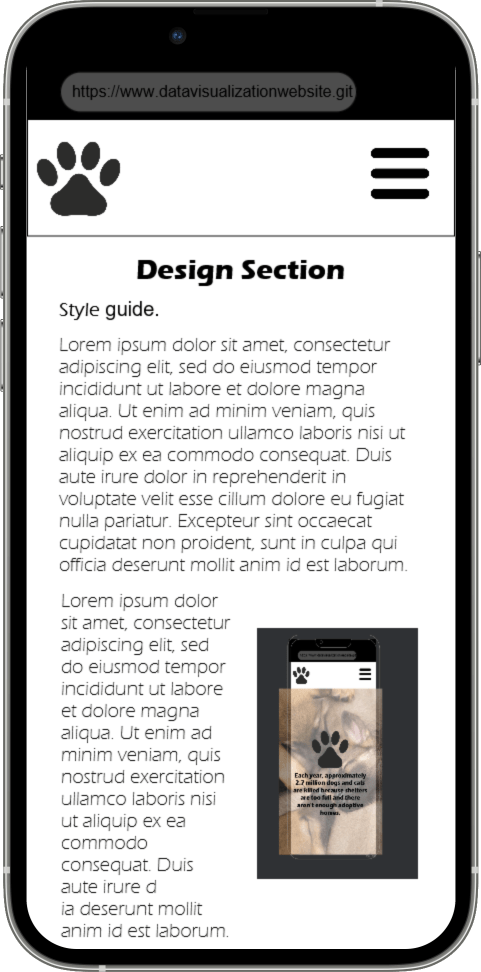 https://www.datavisualizationwebsite.git
Design Section
Style guide.
Lorem ipsum dolor sit amet, consectetur
adipiscing elit, sed do eiusmod tempor
incididunt ut labore et dolore magna
aliqua. Ut enim ad minim veniam, quis
nostrud exercitation ullamco laboris nisi ut
aliquip ex ea commodo consequat. Duis
aute irure dolor in reprehenderit in
voluptate velit esse cillum dolore eu fugiat
nulla pariatur. Excepteur sint occaecat
cupidatat non proident, sunt in culpa qui
officia deserunt mollit anim id est laborum.
Lorem ipsum dolor
sit amet, consectetur
adipiscing elit, sed
do eiusmod tempor
incididunt ut labore
et dolore magna
aliqua. Ut enim ad
minim veniam, quis
nostrud exercitation
ullamco laboris nisi
ut aliquip ex ea
commodo
consequat. Duis
aute irure d
ia deserunt mollit
anim id est laborum.
Each year, approximately
2.7 million dogs and cats
are killed because shelters
are too full and there
aren't enough adoptive
homes.